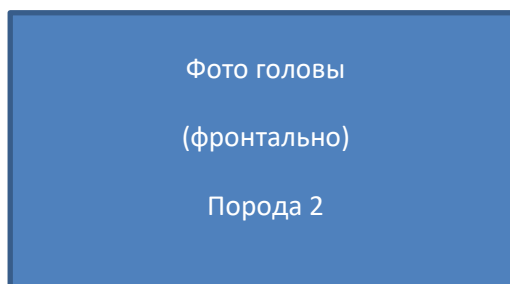 Фото головы
(фронтально)
Порода 2